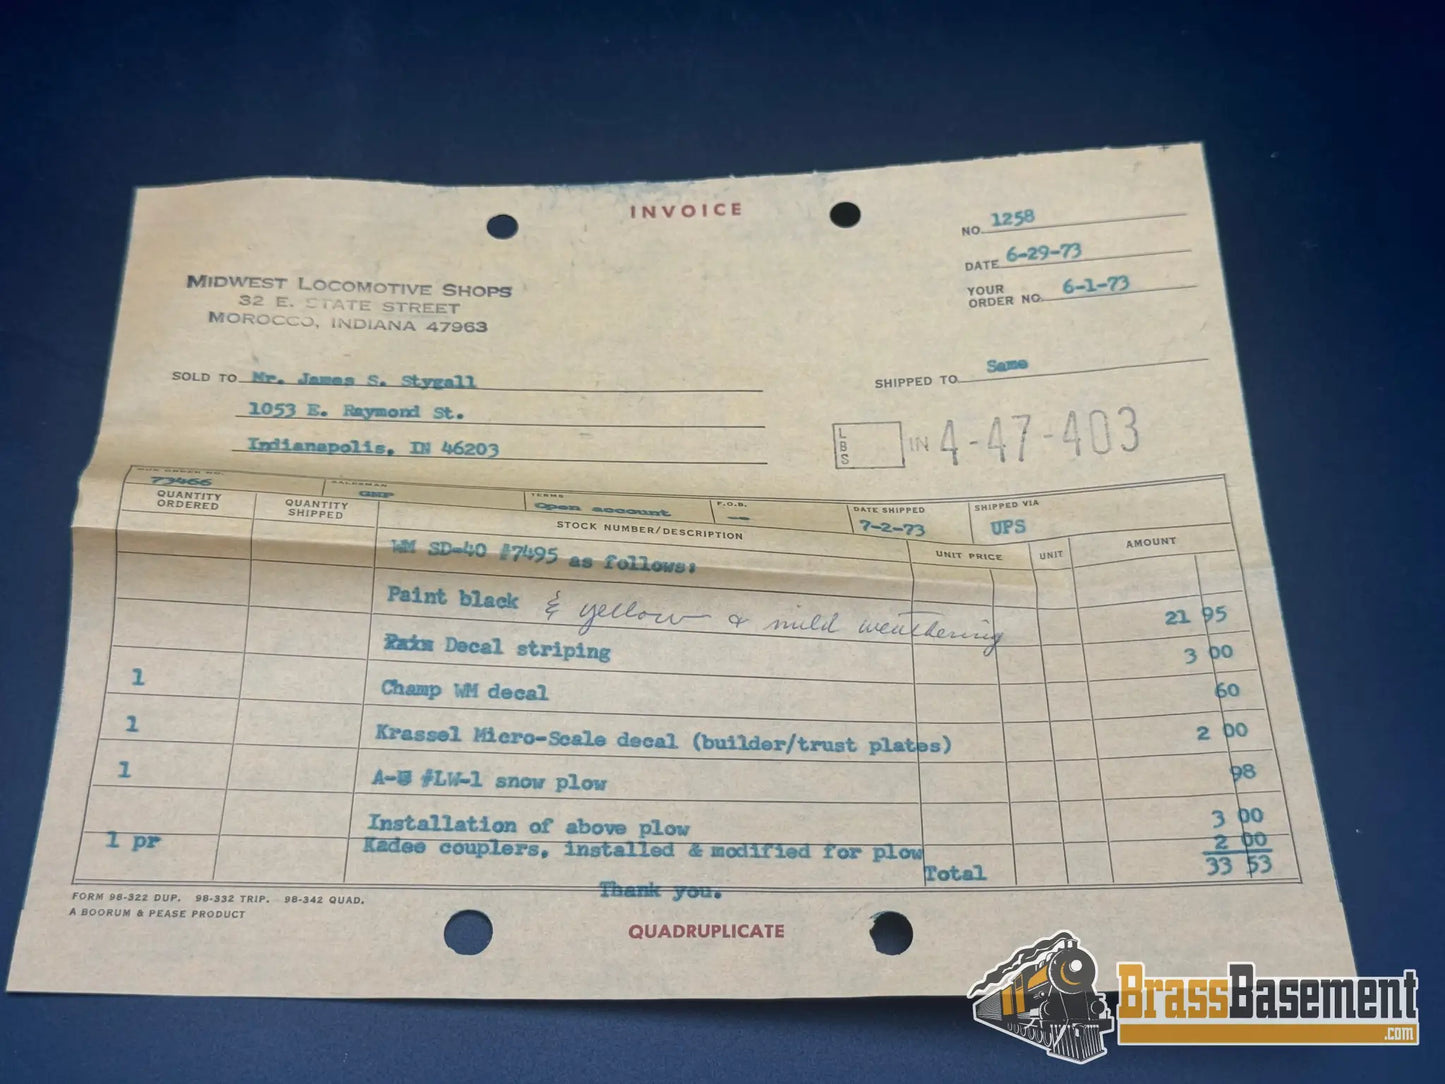 INVOICE
NO. 1258
DATE 6-29-73
YOUR ORDER NO. 6-1-73
MIDWEST LOCOMOTIVE SHOPS
32 E. STATE STREET
MOROCCO, INDIANA 47963
SOLD TO Mr. James S. Stygall
1053 E. Raymond St.
Indianapolis, IN 46203
SHIPPED TO Same
LBS IN 4-47-403
OUR ORDER NO. SALESMAN TERMS F.O.B. DATE SHIPPED SHIPPED VIA
73466 GMP Open account -- 7-2-73 UPS
QUANTITY ORDERED QUANTITY SHIPPED STOCK NUMBER/DESCRIPTION UNIT PRICE UNIT AMOUNT
WM SD-40 #7495 as follows:
Paint black & yellow & mild weathering 21 95
Decal striping 3 00
1 Champ WM decal 60
1 Krassel Micro-Scale decal (builder/trust plates) 2 00
1 #LW-1 snow plow 98
Installation of above plow 3 00
1 pr Kadee couplers, installed & modified for plow 2 00
Total 33 53
Thank you.
FORM 98-322 DUP. 98-332 TRIP. 98-342 QUAD.
A BOORUM & PEASE PRODUCT
QUADRUPLICATE
BrassBasement
.com